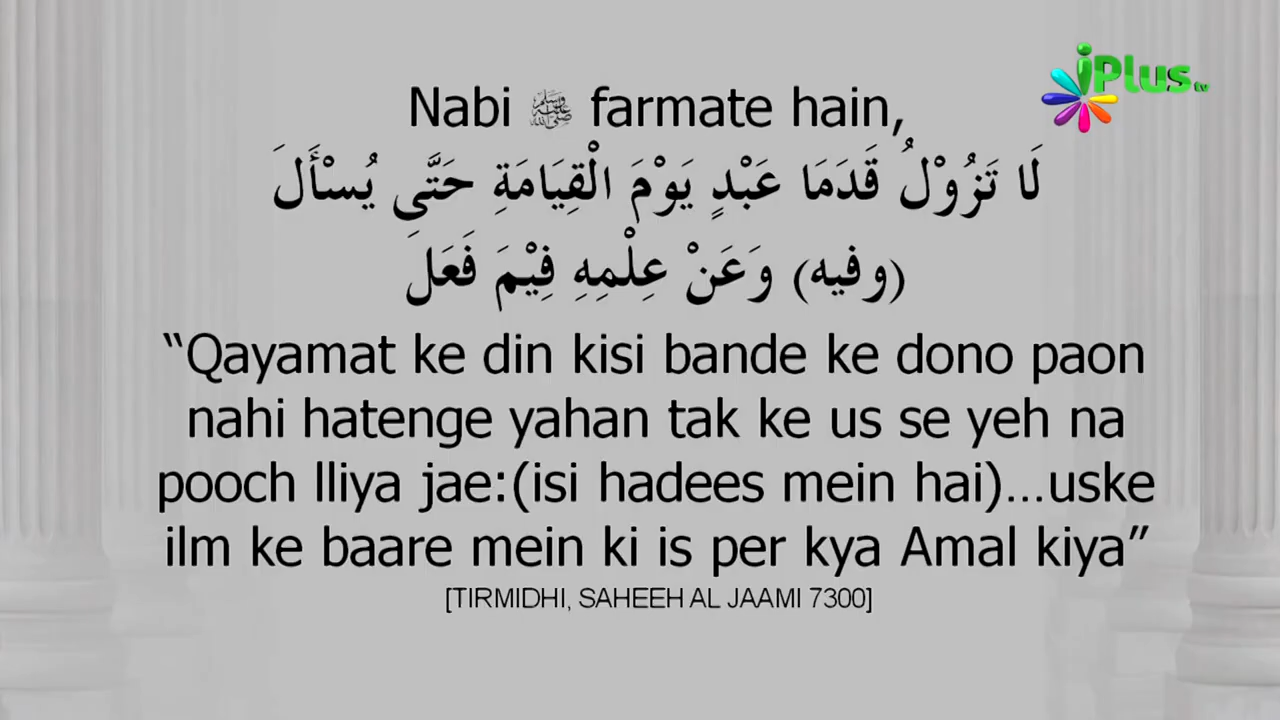 iPlus tv
Nabi ﷺ farmate hain,
لَا تَزُوْلُ قَدَمَا عَبْدٍ يَوْمَ الْقِيَامَةِ حَتَّى يُسْأَلَ
(وفيه) وَعَنْ عِلْمِهِ فِيْمَ فَعَلَ
“Qayamat ke din kisi bande ke dono paon
nahi hatenge yahan tak ke us se yeh na
pooch lliya jae:(isi hadees mein hai)...uske
ilm ke baare mein ki is per kya Amal kiya”
[TIRMIDHI, SAHEEH AL JAAMI 7300]